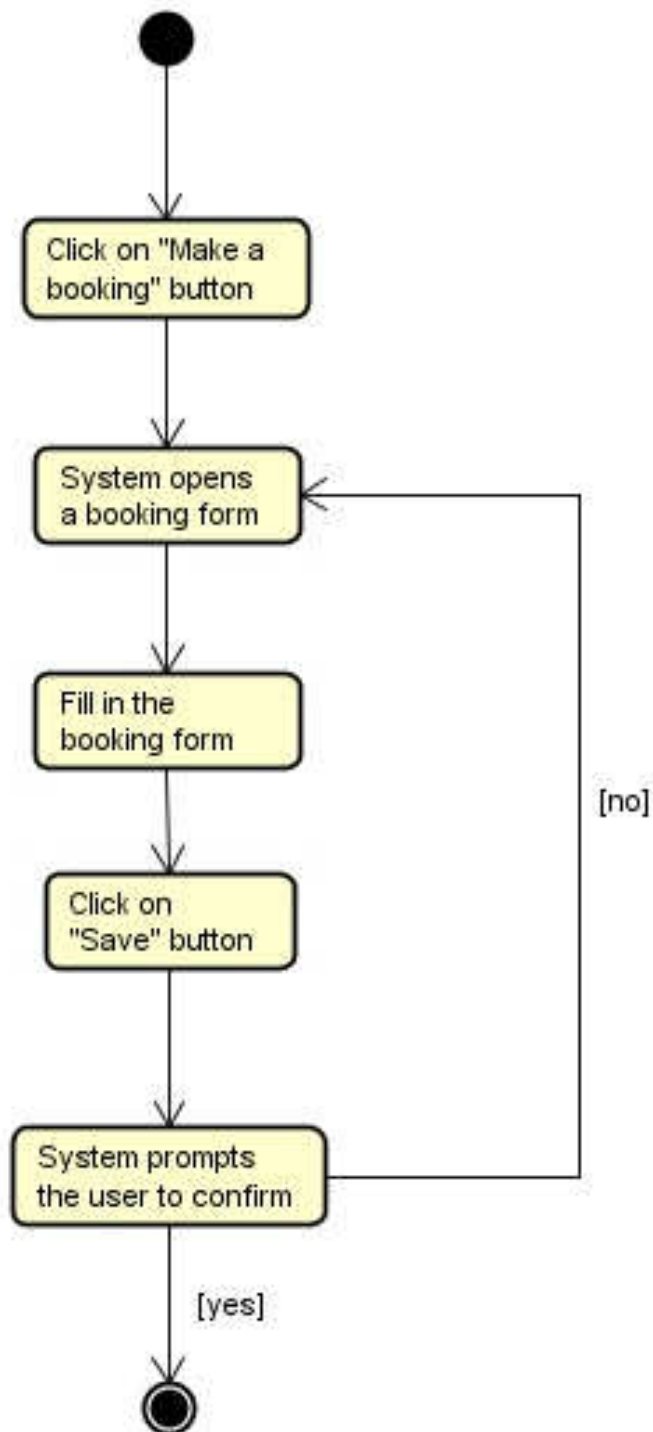 Click on "Make a
booking" button
System opens
a booking form
Fill in the
booking form
[no]
Click on
"Save" button
System prompts
the user to confirm
[yes]